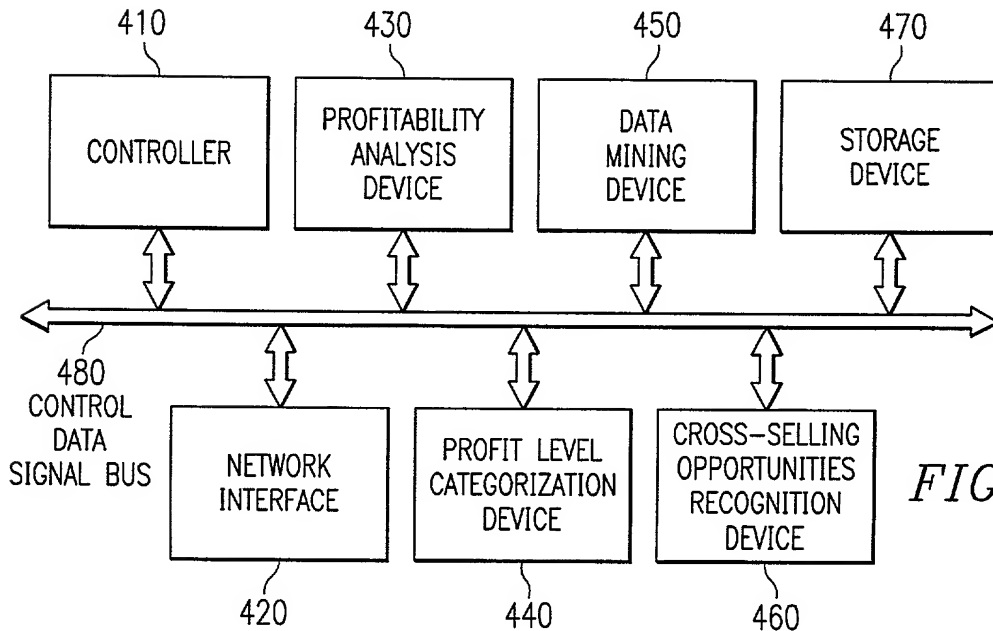 410
430
450
470
CONTROLLER
PROFITABILITY
ANALYSIS
DEVICE
DATA
MINING
DEVICE
STORAGE
DEVICE
480
CONTROL
DATA
SIGNAL BUS
NETWORK
INTERFACE
PROFIT LEVEL
CATEGORIZATION
DEVICE
CROSS-SELLING
OPPORTUNITIES
RECOGNITION
DEVICE
FIG
420
440
460